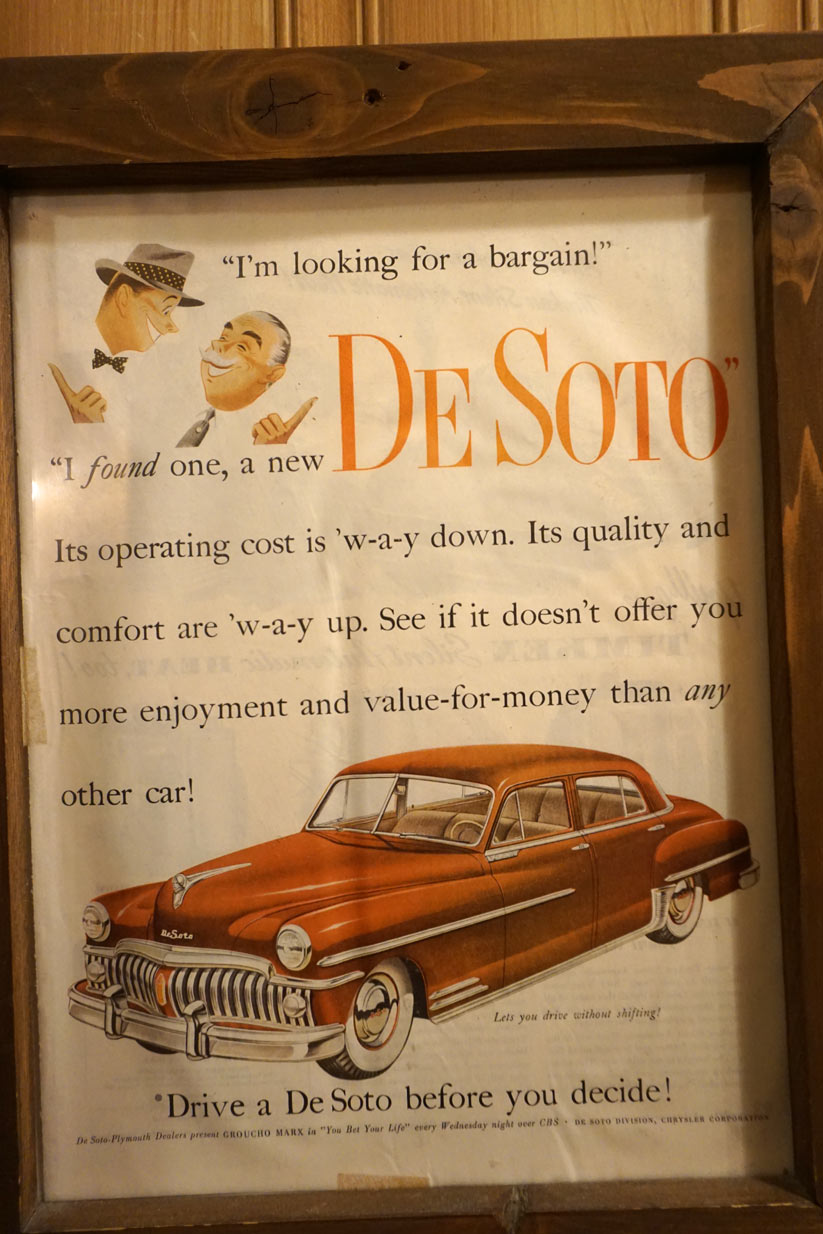 “I'm looking for a bargain!”
“I found one, a new DE SOTO”
Its operating cost is 'w-a-y down. Its quality and
comfort are 'w-a-y up. See if it doesn't offer you
more enjoyment and value-for-money than any
other car!
DeSoto
Lets you drive without shifting!
Drive a De Soto before you decide!
De Soto-Plymouth Dealers present GROUCHO MARX in "You Bet Your Life" every Wednesday night over CBS • DE SOTO DIVISION, CHRYSLER CORPORATION